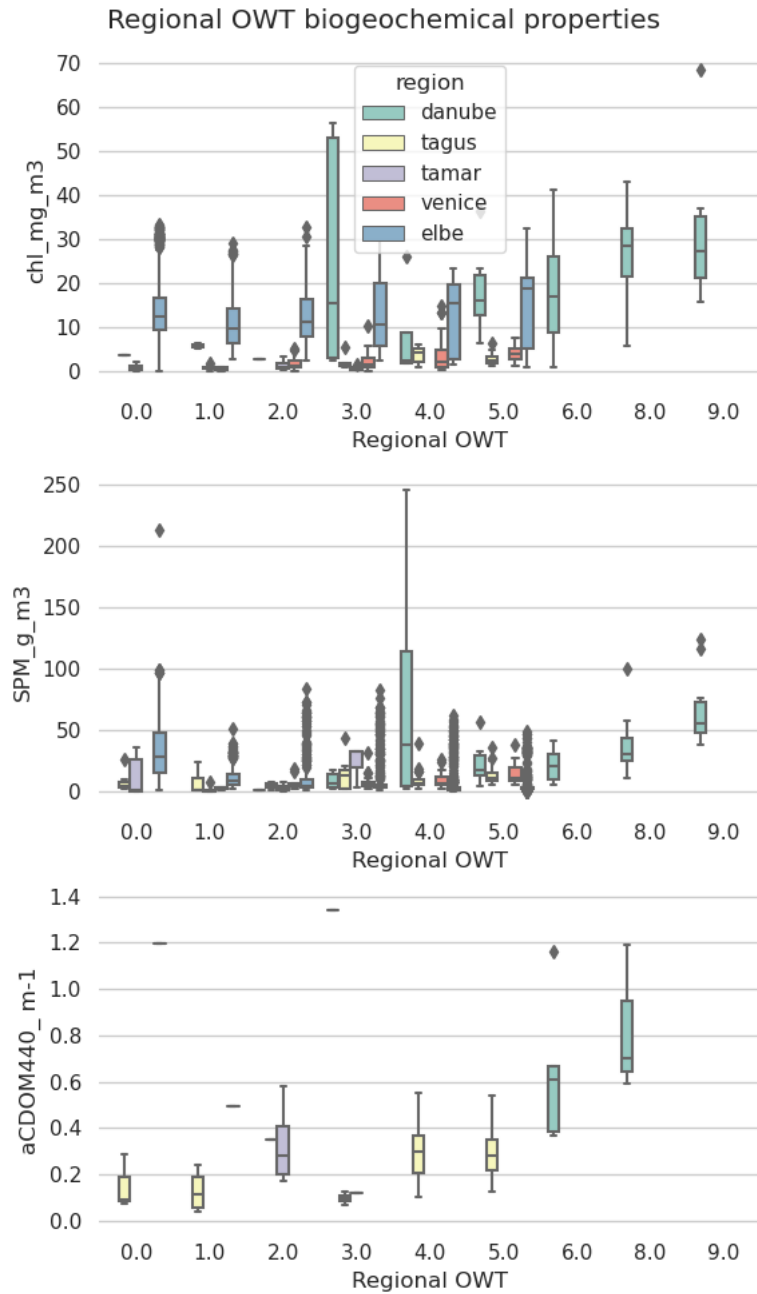 Regional OWT biogeochemical properties
70
60
50
40
30
20
10
0
chl_mg_m3
region
danube
tagus
tamar
venice
elbe
0.0 1.0 2.0 3.0 4.0 5.0 6.0 8.0 9.0
Regional OWT
250
200
150
100
50
0
SPM_g_m3
0.0 1.0 2.0 3.0 4.0 5.0 6.0 8.0 9.0
Regional OWT
1.4
1.2
1.0
0.8
0.6
0.4
0.2
0.0
aCDOM440_ m-1
0.0 1.0 2.0 3.0 4.0 5.0 6.0 8.0 9.0
Regional OWT